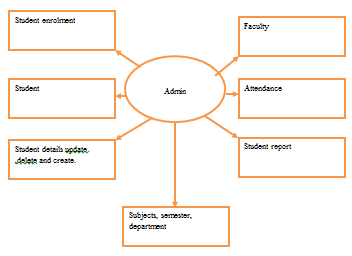 Student enrolment
Faculty
Student
Admin
Attendance
Student details update,
,delete and create.
Student report
Subjects, semester,
department